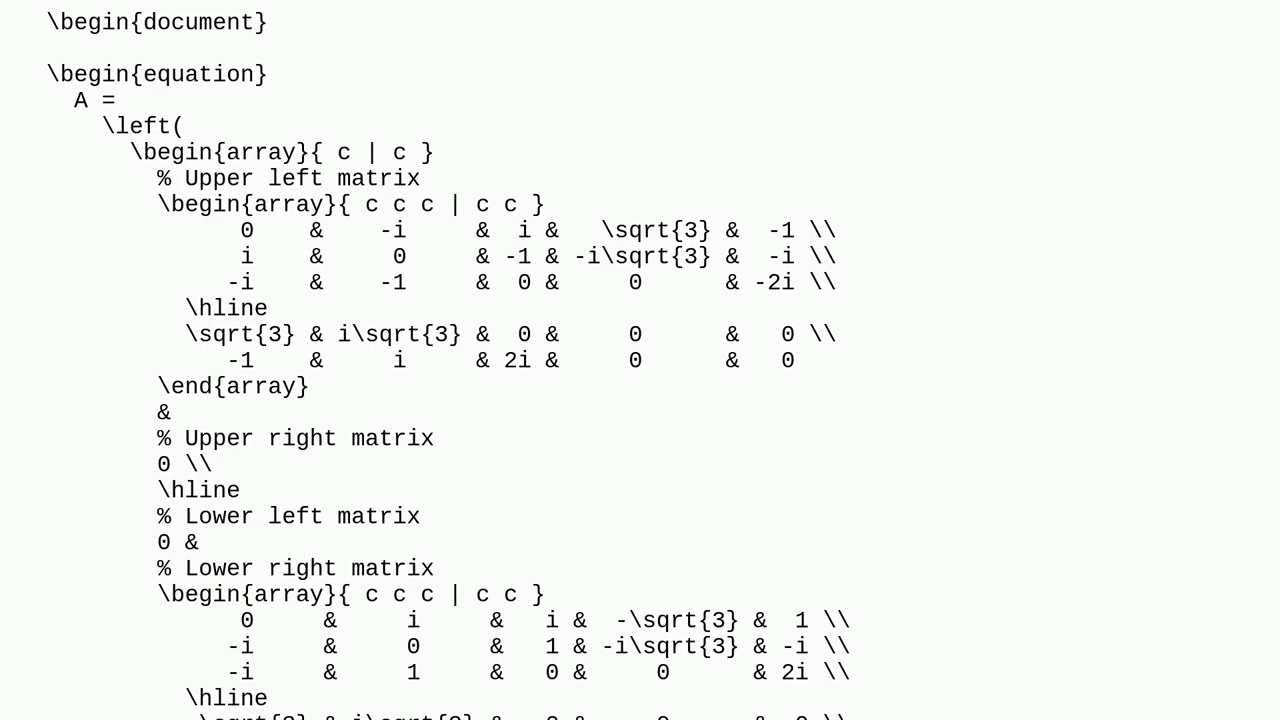 \begin{document}

\begin{equation}
  A =
    \left(
      \begin{array}{ c | c }
        % Upper left matrix
        \begin{array}{ c c c | c c }
              0    &    -i     &  i &   \sqrt{3} &  -1 \\
              i    &     0     & -1 & -i\sqrt{3} &  -i \\
             -i    &    -1     &  0 &     0      & -2i \\
          \hline
          \sqrt{3} & i\sqrt{3} &  0 &     0      &   0 \\
             -1    &     i     & 2i &     0      &   0
        \end{array}
        &
        % Upper right matrix
        0 \\
        \hline
        % Lower left matrix
        0 &
        % Lower right matrix
        \begin{array}{ c c c | c c }
              0     &     i     &   i &  -\sqrt{3} &  1 \\
             -i     &     0     &   1 & -i\sqrt{3} & -i \\
             -i     &     1     &   0 &     0      & 2i \\
          \hline